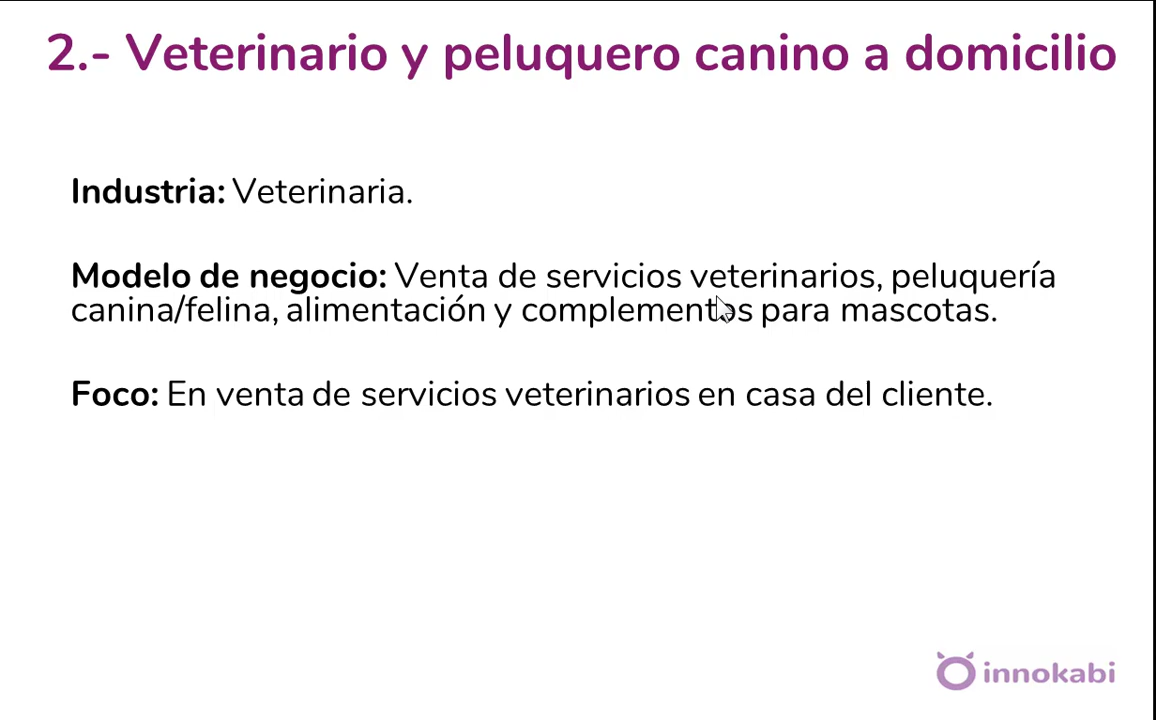 2.- Veterinario y peluquero canino a domicilio
Industria: Veterinaria.
Modelo de negocio: Venta de servicios veterinarios, peluquería
canina/felina, alimentación y complementos para mascotas.
Foco: En venta de servicios veterinarios en casa del cliente.
innokabi